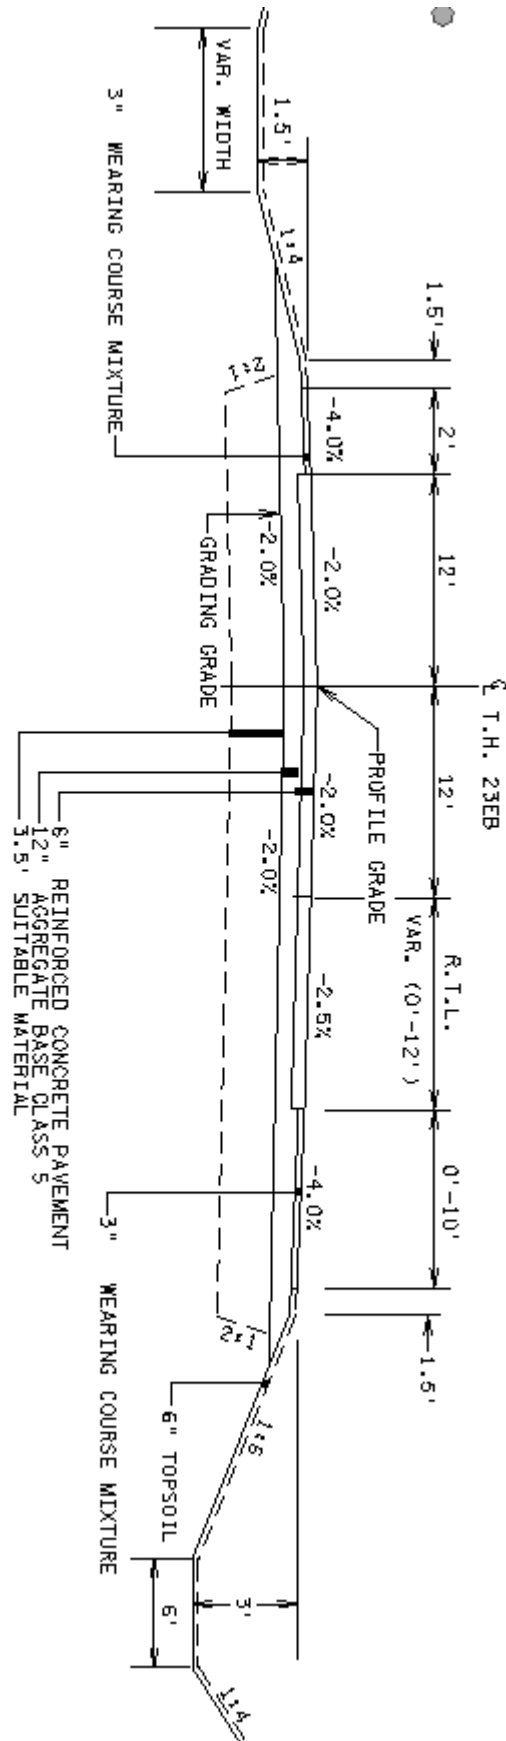 ℄ T.H. 23EB
1.5'
2'
12'
12'
R.T.L.
VAR. (0'-12')
0'-10'
1.5'
PROFILE GRADE
1.5'
1:4
-4.0%
-2.0%
-2.0%
-2.5%
-4.0%
VAR. WIDTH
1:2
-2.0%
-2.0%
2:1
1:6
3'
6'
1:4
GRADING GRADE
3" WEARING COURSE MIXTURE
6" REINFORCED CONCRETE PAVEMENT
12" AGGREGATE BASE CLASS 5
3.5' SUITABLE MATERIAL
3" WEARING COURSE MIXTURE
6" TOPSOIL